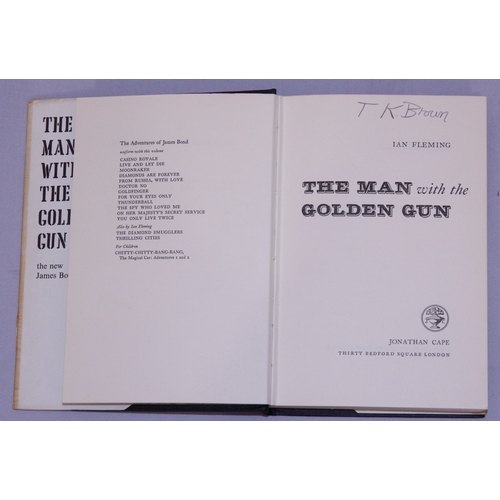 THE
MAN
WITH
THE
GOLD
GUN
the new
James Bo
The Adventures of James Bond
uniform with this volume
CASINO ROYALE
LIVE AND LET DIE
MOONRAKER
DIAMONDS ARE FOREVER
FROM RUSSIA, WITH LOVE
DOCTOR NO
GOLDFINGER
FOR YOUR EYES ONLY
THUNDERBALL
THE SPY WHO LOVED ME
ON HER MAJESTY'S SECRET SERVICE
YOU ONLY LIVE TWICE
Also by Ian Fleming
THE DIAMOND SMUGGLERS
THRILLING CITIES
For Children
CHITTY-CHITTY-BANG-BANG,
The Magical Car: Adventures 1 and 2
T K Brown
IAN FLEMING
THE MAN with the
GOLDEN GUN
JONATHAN CAPE
THIRTY BEDFORD SQUARE LONDON